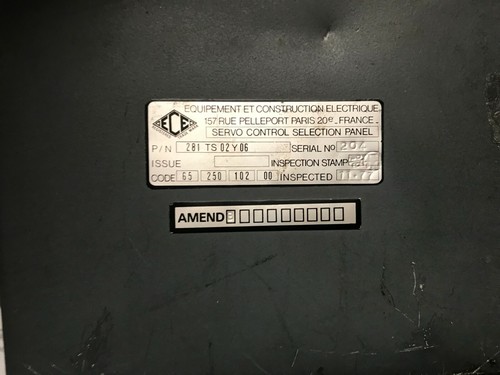 ECE
EQUIPEMENT ET CONSTRUCTION ELECTRIQUE
157 RUE PELLEPORT PARIS 20e, FRANCE
SERVO CONTROL SELECTION PANEL
P/N 281 TS 02 Y 06 SERIAL No 204
ISSUE INSPECTION STAMP
CODE 65 250 102 00 INSPECTED 11-77
AMEND